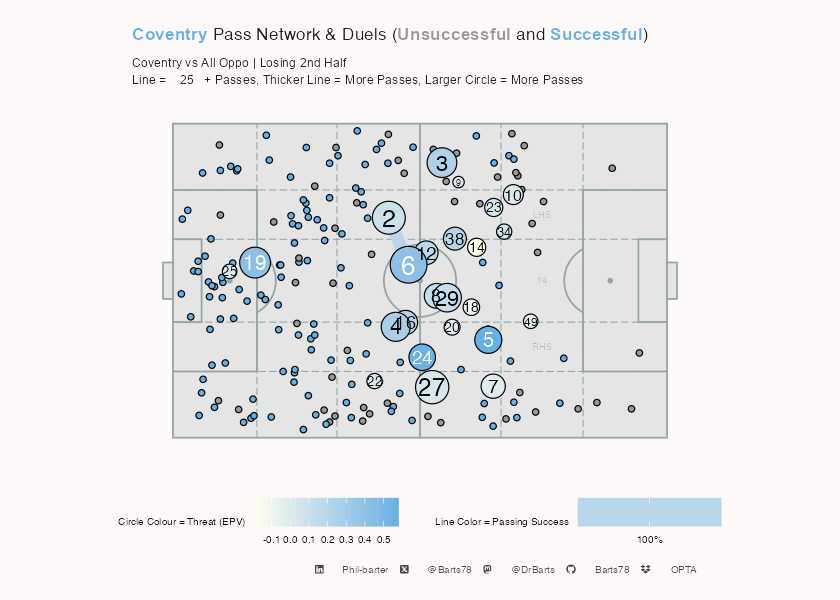 Coventry Pass Network & Duels (Unsuccessful and Successful)
Coventry vs All Oppo | Losing 2nd Half
Line = 25 + Passes, Thicker Line = More Passes, Larger Circle = More Passes
3
9
10
2
23
LHS
34
38
14
12
19
25
6
14
29
18
4
16
20
49
5
RHS
24
22
27
7
Circle Colour = Threat (EPV)
-0.1 0.0 0.1 0.2 0.3 0.4 0.5
Line Color = Passing Success
100%
Phil-barter @Barts78 @DrBarts Barts78 OPTA